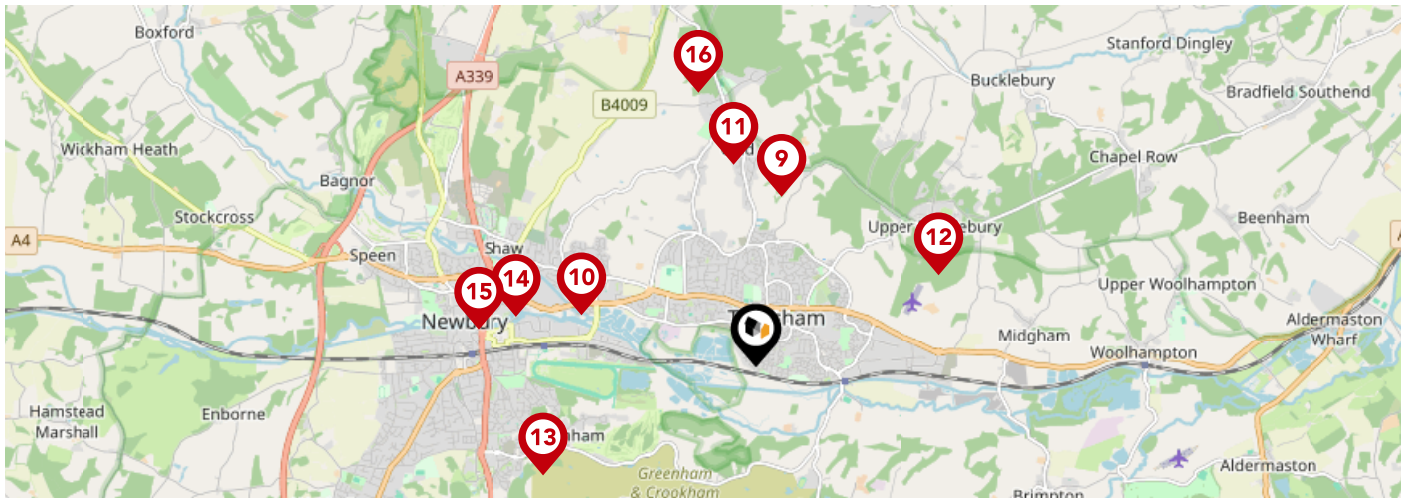 Boxford
16
Stanford Dingley
A339
Bucklebury
B4009
Bradfield Southend
11
Wickham Heath
d
9
Chapel Row
Bagnor
Stockcross
Beenham
Upper
12
ebury
A4
Speen
Shaw
15
14
10
Upper Woolhampton
Newbury
T
ham
Aldermaston
Wharf
Midgham
Woolhampton
Hamstead
Marshall
Enborne
13
nham
Greenham
& Crookham
Aldermaston
Brimpton